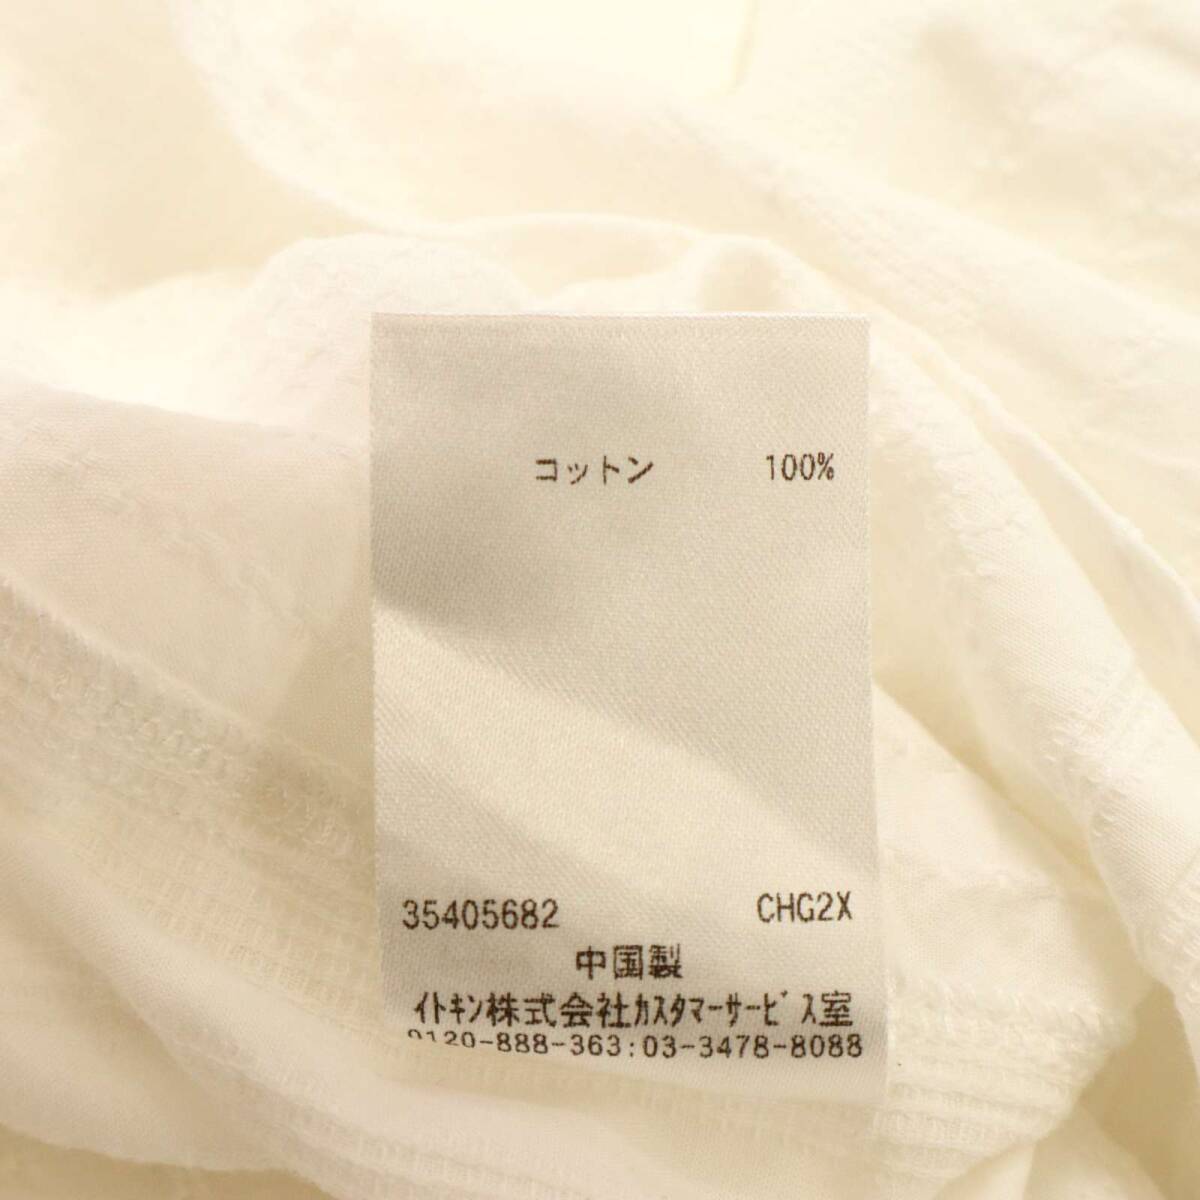 コットン 100%
35405682 CHG2X
中国製
イトキン株式会社カスタマーサービス室
0120-888-363:03-3478-8088